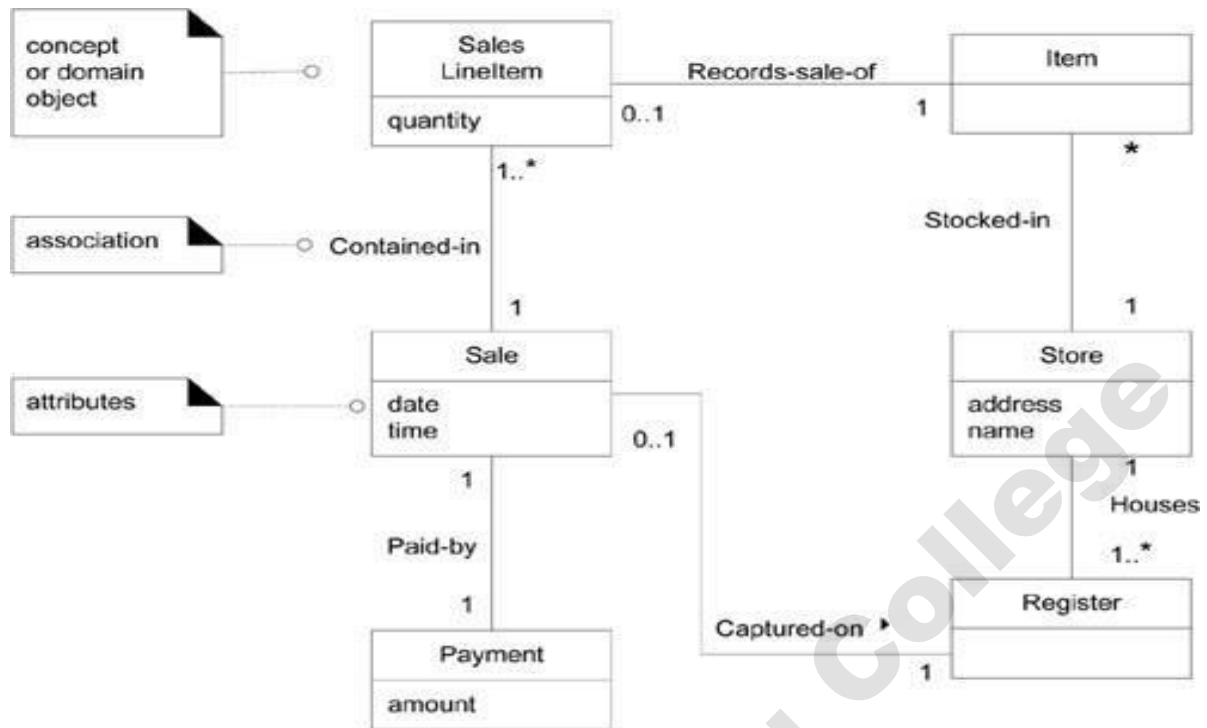 concept
or domain
object
Sales
LineItem
quantity
Records-sale-of
0..1
1
Item
*
1..*
association
Contained-in
Stocked-in
1
1
Sale
date
time
attributes
0..1
Store
address
name
1
1
Houses
Paid-by
1..*
1
Captured-on
Register
1
Payment
amount
College